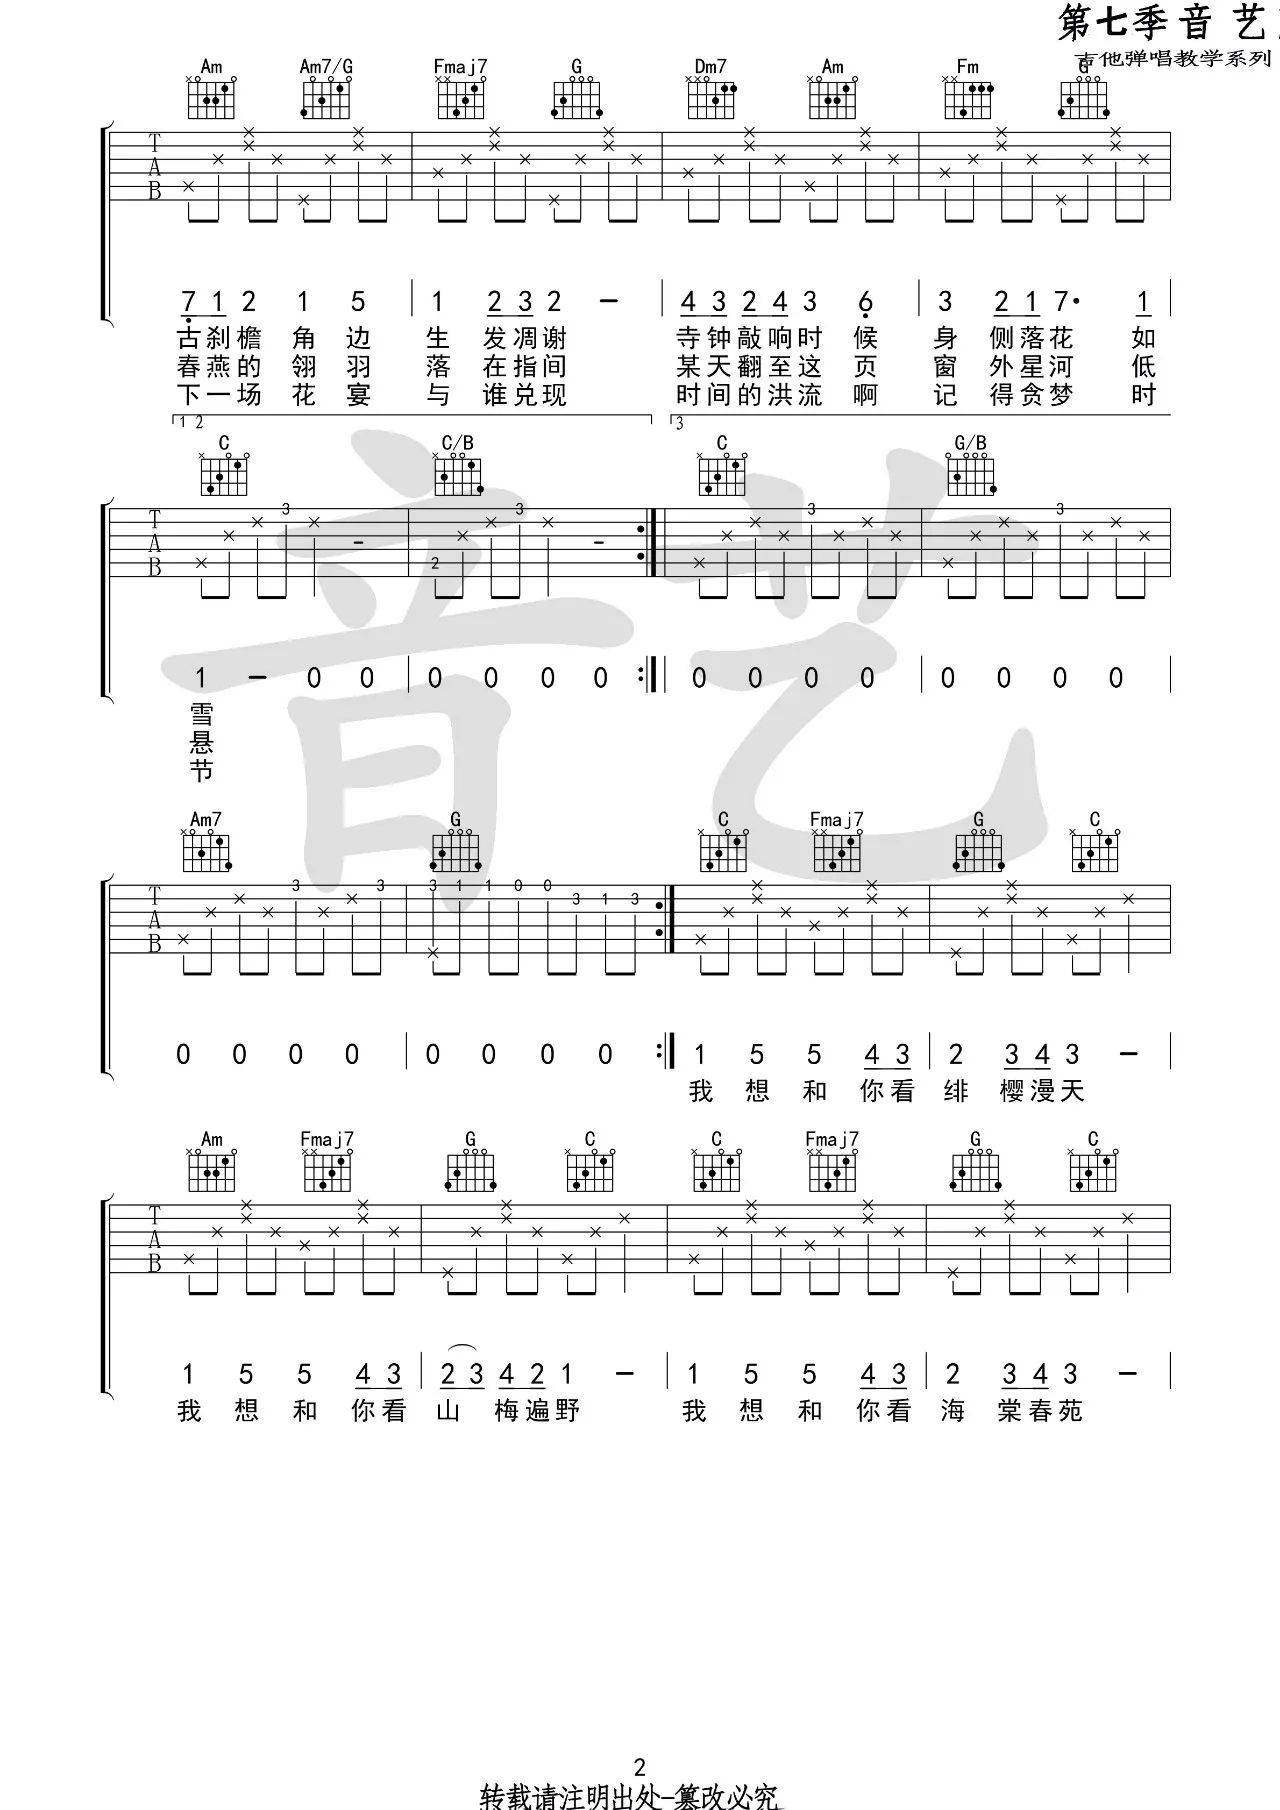 第七季音艺
吉他弹唱教学系列
Am Am7/G Fmaj7 G Dm7 Am Fm G
T
A
B
7 1 2 1 5 1 2 3 2 - 4 3 2 4 3 6 3 2 1 7· 1
古刹檐角边 生发凋谢 寺钟敲响时候 身侧落花如
春燕的翎羽 落在指间 某天翻至这页 窗外星河低
下一场花宴 与谁兑现 时间的洪流啊 记得贪梦时
1 2 3
C C/B C G/B
3 3 3 3
T
A
B
2
1 - 0 0 0 0 0 0 0 0 0 0 0 0 0 0
雪
悬
节
音艺
Am7 G C Fmaj7 G C
3 3 3 1 1 0 0 3 1 3
T
A
B
0 0 0 0 0 0 0 0 1 5 5 4 3 2 3 4 3 -
我想和你看 绯樱漫天
Am Fmaj7 G C C Fmaj7 G C
T
A
B
1 5 5 4 3 2 3 4 2 1 - 1 5 5 4 3 2 3 4 3 -
我想和你看 山梅遍野 我想和你看 海棠春苑
2
转载请注明出处-篡改必究